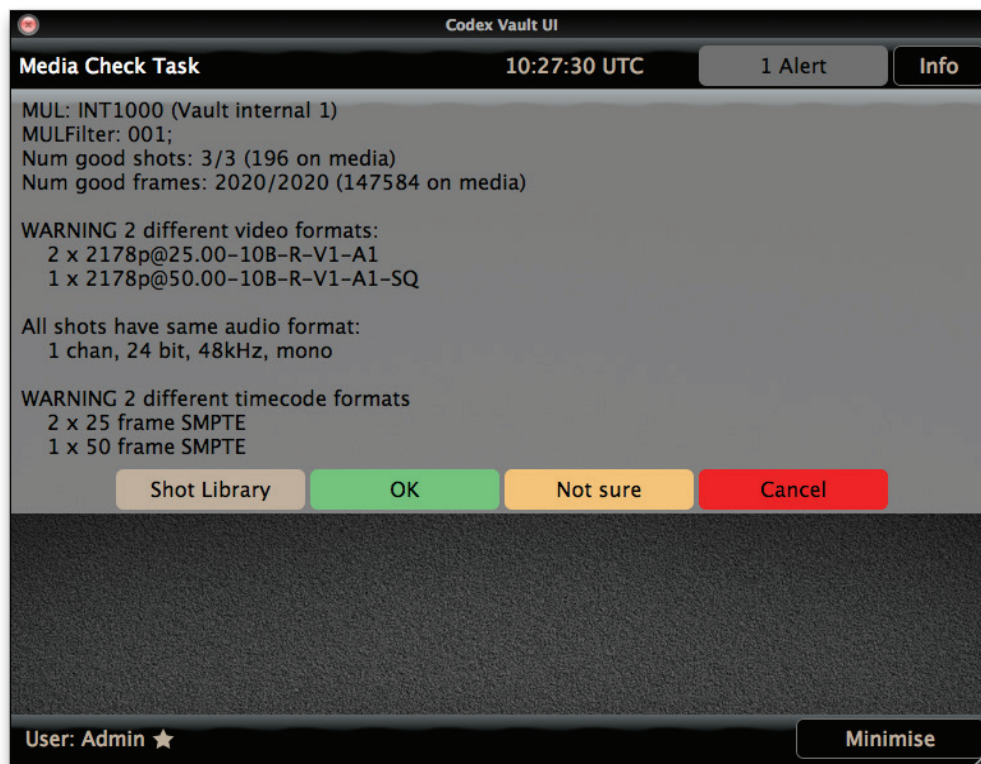 Codex Vault UI
Media Check Task 10:27:30 UTC 1 Alert Info
MUL: INT1000 (Vault internal 1)
MULFilter: 001;
Num good shots: 3/3 (196 on media)
Num good frames: 2020/2020 (147584 on media)
WARNING 2 different video formats:
2 x 2178p@25.00-10B-R-V1-A1
1 x 2178p@50.00-10B-R-V1-A1-SQ
All shots have same audio format:
1 chan, 24 bit, 48kHz, mono
WARNING 2 different timecode formats
2 x 25 frame SMPTE
1 x 50 frame SMPTE
Shot Library OK Not sure Cancel
User: Admin ★ Minimise